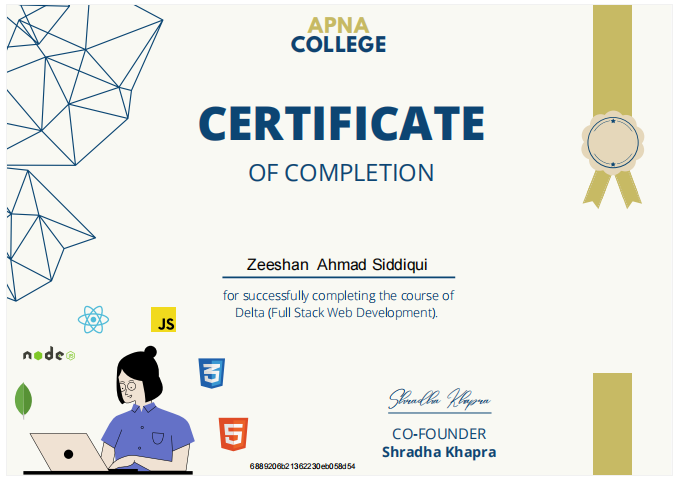 APNA
COLLEGE
CERTIFICATE
OF COMPLETION
Zeeshan Ahmad Siddiqui
for successfully completing the course of
Delta (Full Stack Web Development).
JS
node
JS
3
5
Shradha Khapra
CO-FOUNDER
Shradha Khapra
6889206b21362230eb058d54